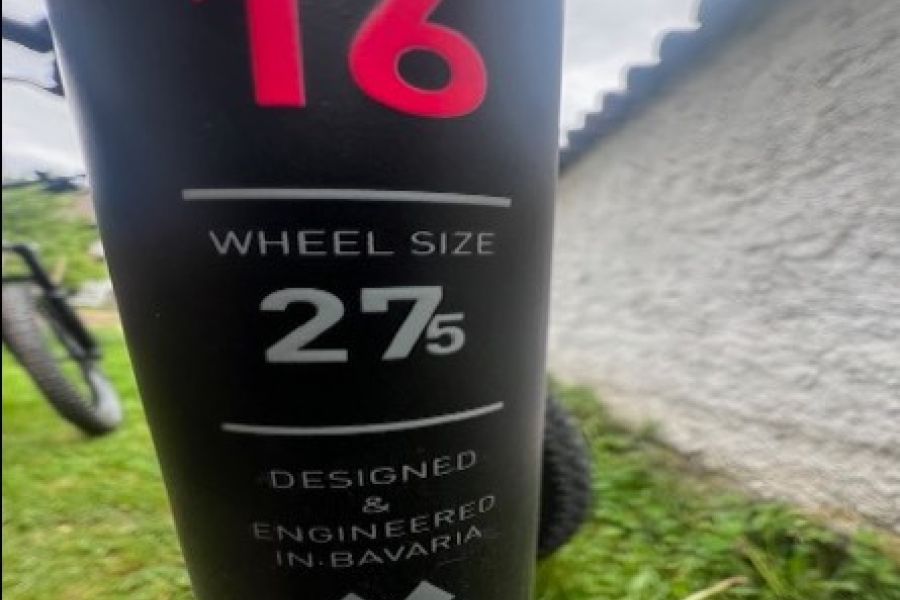 16
WHEEL SIZE
275
DESIGNED
&
ENGINEERED
IN BAVARIA